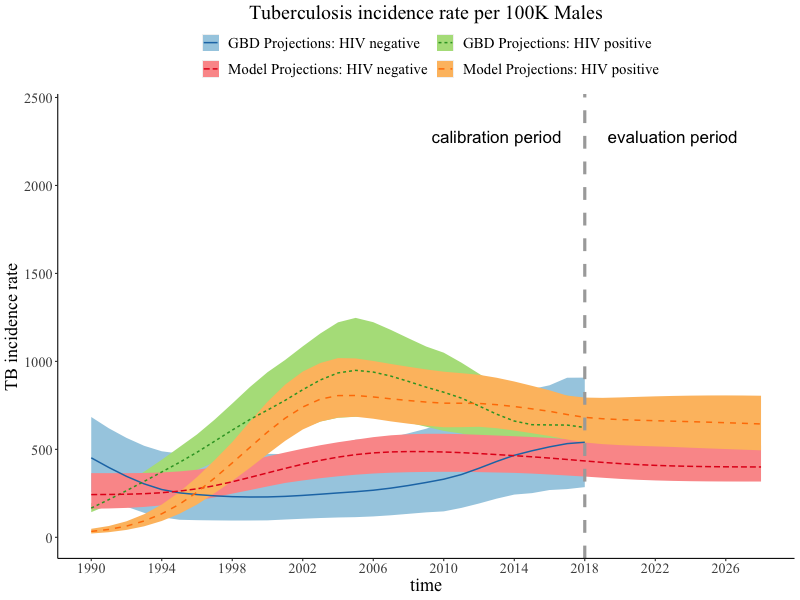 Tuberculosis incidence rate per 100K Males
GBD Projections: HIV negative
GBD Projections: HIV positive
Model Projections: HIV negative
Model Projections: HIV positive
2500
calibration period
evaluation period
2000
1500
TB incidence rate
1000
500
0
1990 1994 1998 2002 2006 2010 2014 2018 2022 2026
time